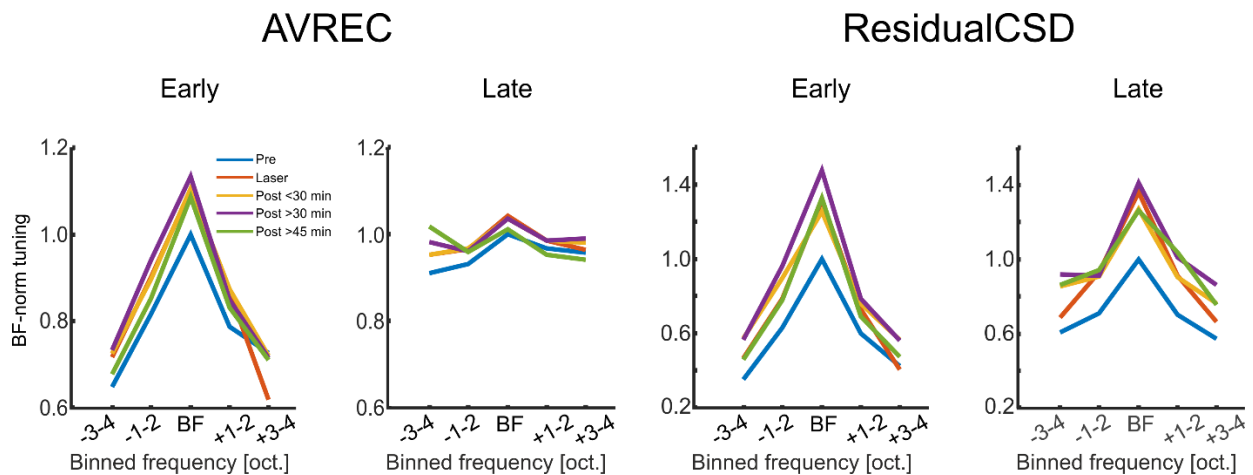 AVREC
ResidualCSD
Early
Late
Early
Late
BF-norm tuning
1.2
1.0
0.8
0.6
Pre
Laser
Post <30 min
Post >30 min
Post >45 min
-3-4
-1-2
BF
+1-2
+3-4
Binned frequency [oct.]
1.2
1.0
0.8
0.6
-3-4
-1-2
BF
+1-2
+3-4
Binned frequency [oct.]
1.4
1.0
0.6
0.2
-3-4
-1-2
BF
+1-2
+3-4
Binned frequency [oct.]
1.4
1.0
0.6
0.2
-3-4
-1-2
BF
+1-2
+3-4
Binned frequency [oct.]